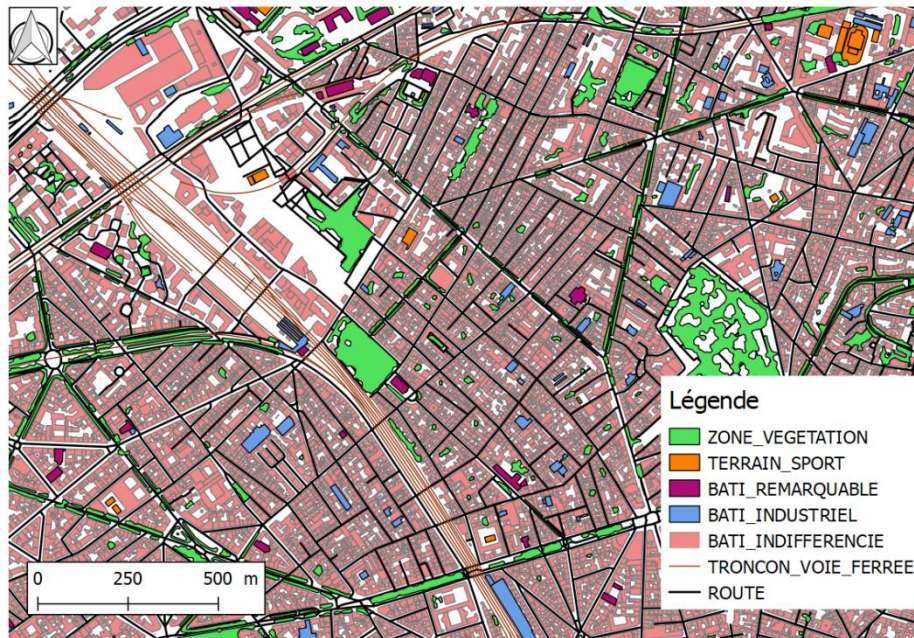 Légende
ZONE_VEGETATION
TERRAIN_SPORT
BATI_REMARQUABLE
BATI_INDUSTRIEL
BATI_INDIFFERENCIE
TRONCON_VOIE_FERREE
ROUTE
0 250 500 m